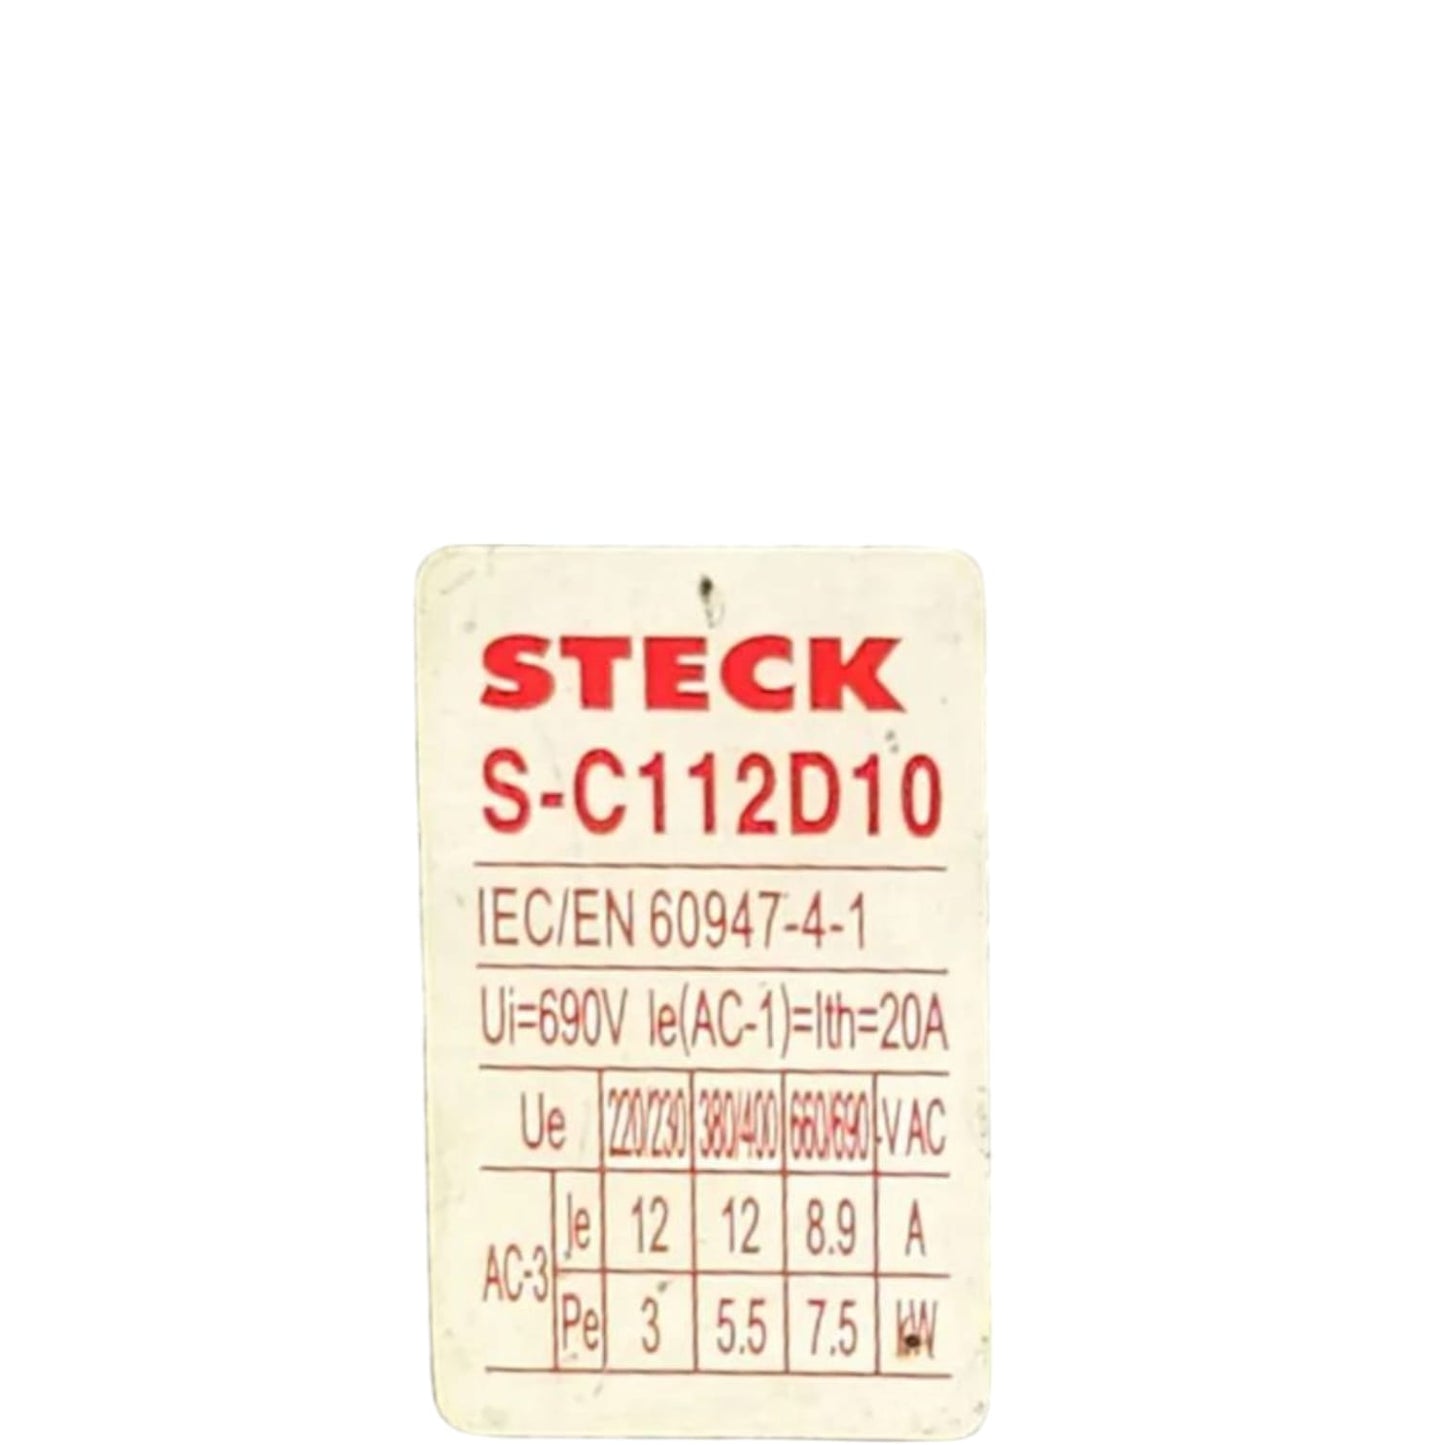 STECK
S-C112D10
IEC/EN 60947-4-1
Ui=690V Ie(AC-1)=Ith=20A
Ue 220/230 380/400 660/690 ~V AC
AC-3 Ie 12 12 8.9 A
Pe 3 5.5 7.5 kW